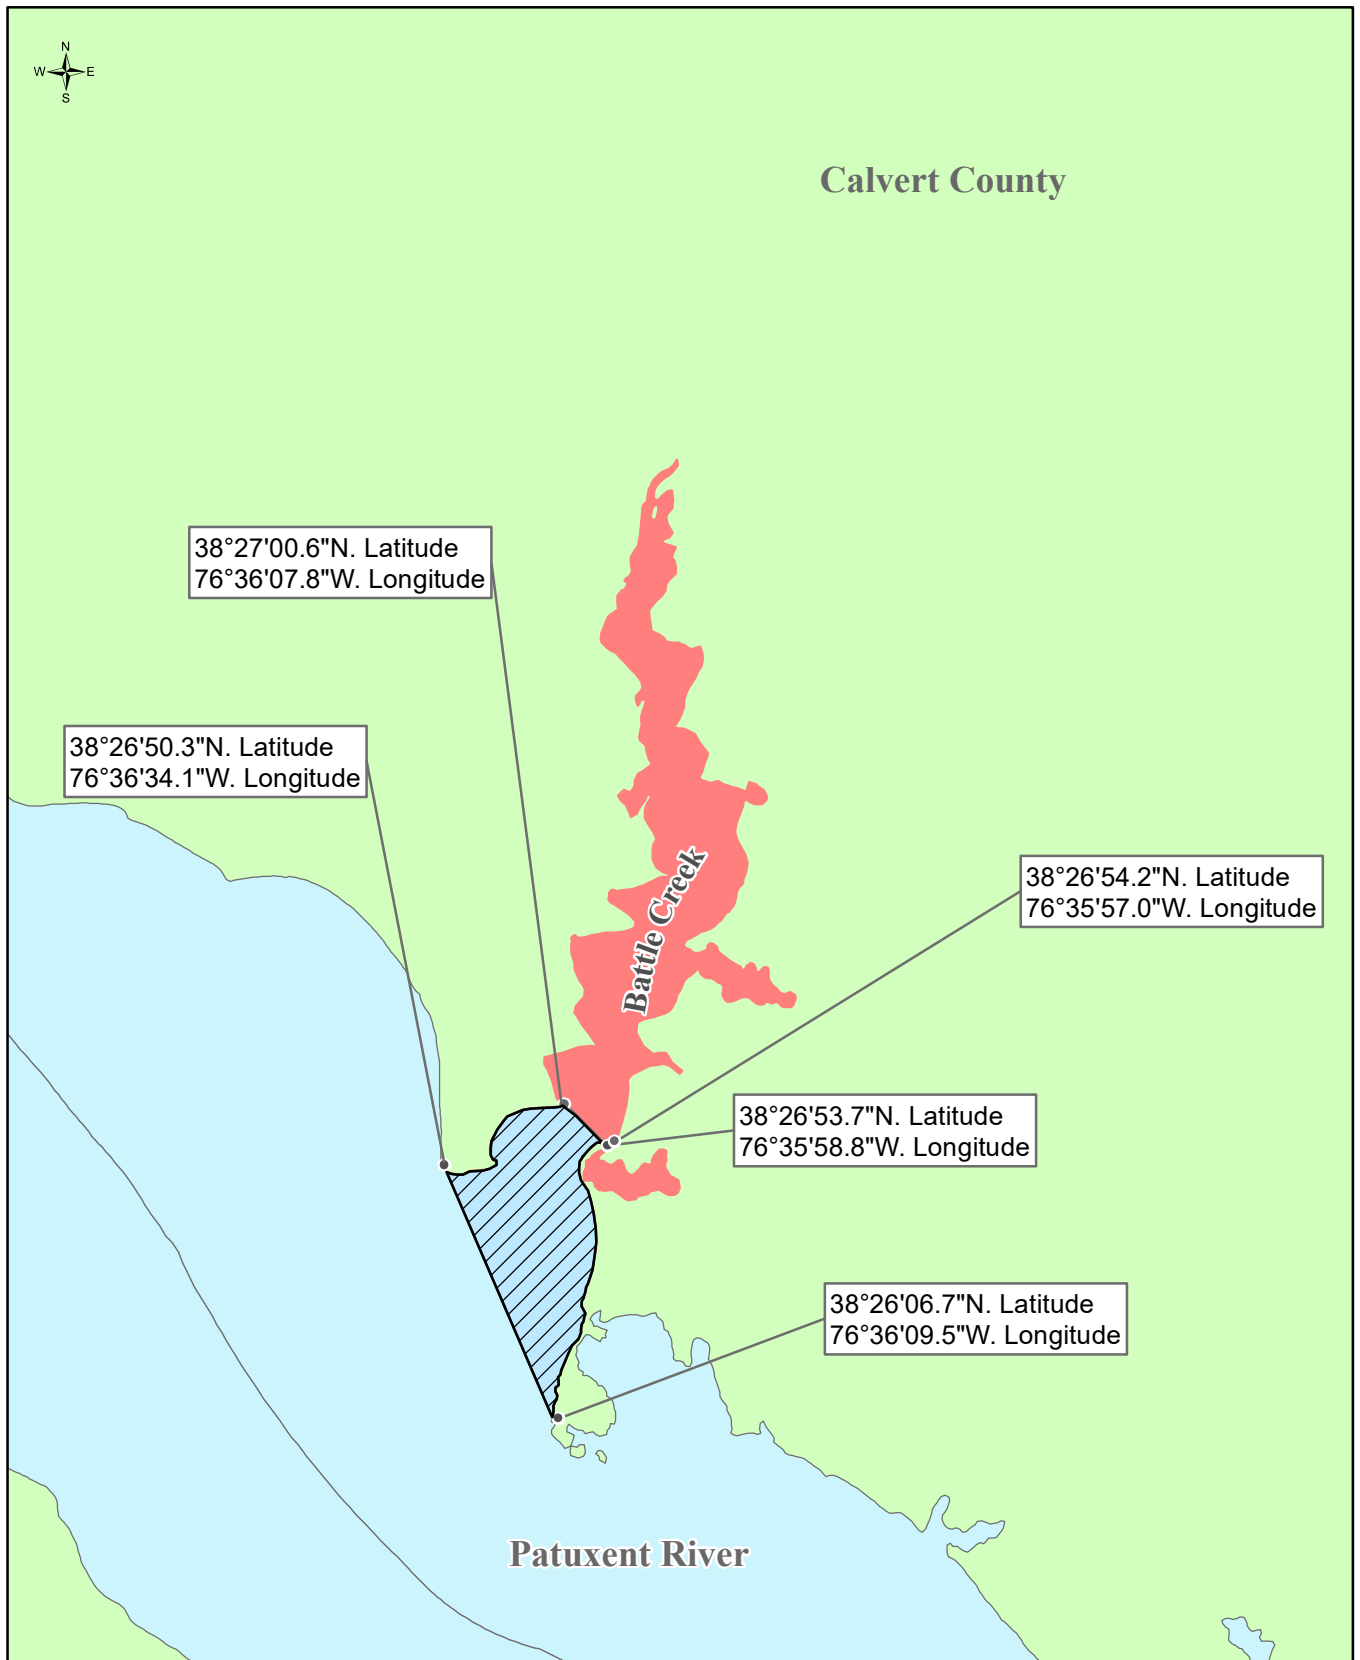 N
W E
S
Calvert County
38°27'00.6"N. Latitude
76°36'07.8"W. Longitude
38°26'50.3"N. Latitude
76°36'34.1"W. Longitude
Battle Creek
38°26'54.2"N. Latitude
76°35'57.0"W. Longitude
38°26'53.7"N. Latitude
76°35'58.8"W. Longitude
38°26'06.7"N. Latitude
76°36'09.5"W. Longitude
Patuxent River